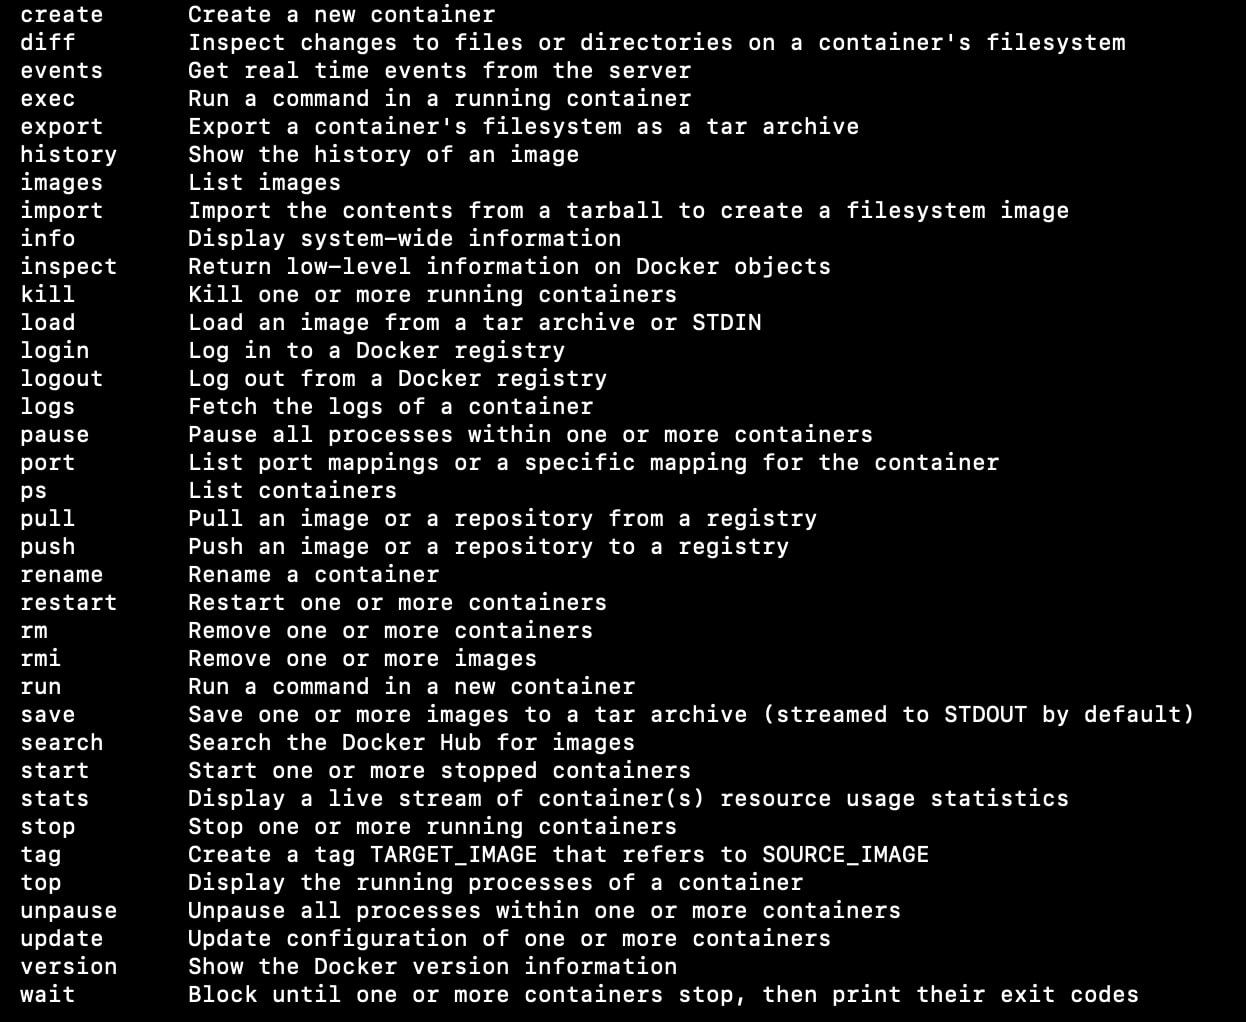 create      Create a new container
diff        Inspect changes to files or directories on a container's filesystem
events      Get real time events from the server
exec        Run a command in a running container
export      Export a container's filesystem as a tar archive
history     Show the history of an image
images      List images
import      Import the contents from a tarball to create a filesystem image
info        Display system-wide information
inspect     Return low-level information on Docker objects
kill        Kill one or more running containers
load        Load an image from a tar archive or STDIN
login       Log in to a Docker registry
logout      Log out from a Docker registry
logs        Fetch the logs of a container
pause       Pause all processes within one or more containers
port        List port mappings or a specific mapping for the container
ps          List containers
pull        Pull an image or a repository from a registry
push        Push an image or a repository to a registry
rename      Rename a container
restart     Restart one or more containers
rm          Remove one or more containers
rmi         Remove one or more images
run         Run a command in a new container
save        Save one or more images to a tar archive (streamed to STDOUT by default)
search      Search the Docker Hub for images
start       Start one or more stopped containers
stats       Display a live stream of container(s) resource usage statistics
stop        Stop one or more running containers
tag         Create a tag TARGET_IMAGE that refers to SOURCE_IMAGE
top         Display the running processes of a container
unpause     Unpause all processes within one or more containers
update      Update configuration of one or more containers
version     Show the Docker version information
wait        Block until one or more containers stop, then print their exit codes